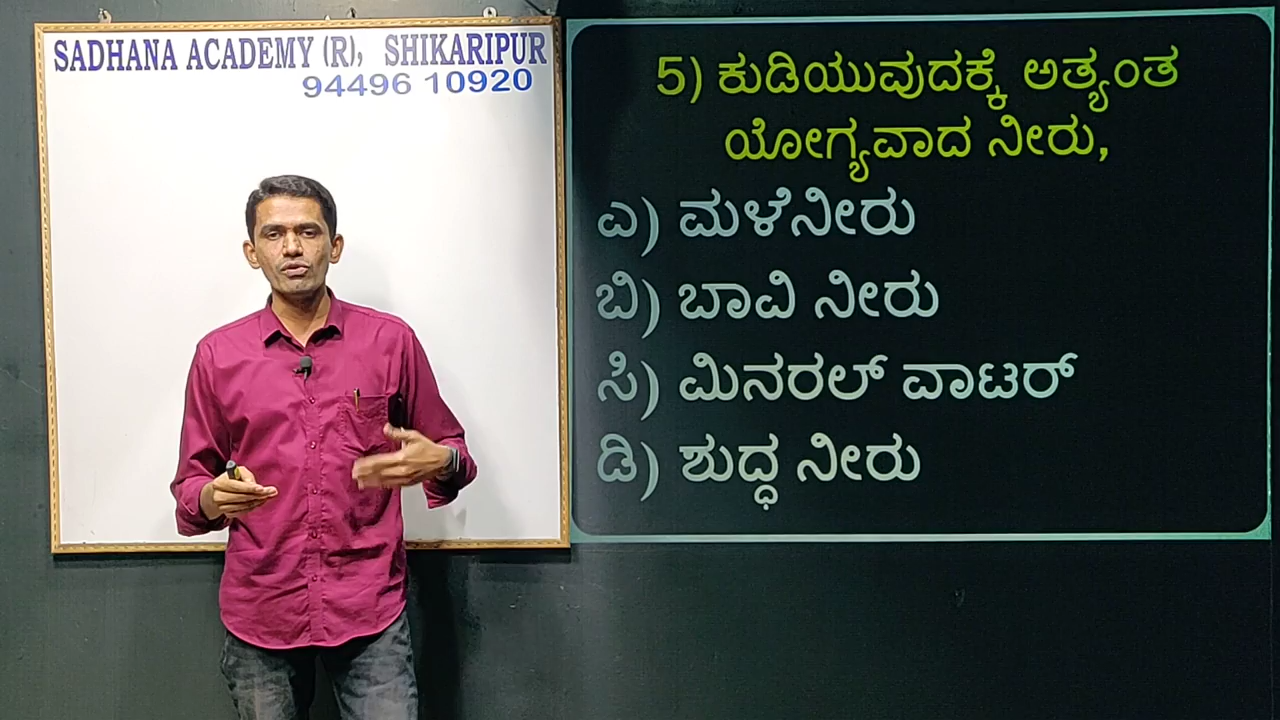 SADHANA ACADEMY (R), SHIKARIPUR
94496 10920
5) ಕುಡಿಯುವುದಕ್ಕೆ ಅತ್ಯಂತ
ಯೋಗ್ಯವಾದ ನೀರು,
ಎ) ಮಳೆನೀರು
ಬಿ) ಬಾವಿ ನೀರು
ಸಿ) ಮಿನರಲ್ ವಾಟರ್
ಡಿ) ಶುದ್ಧ ನೀರು